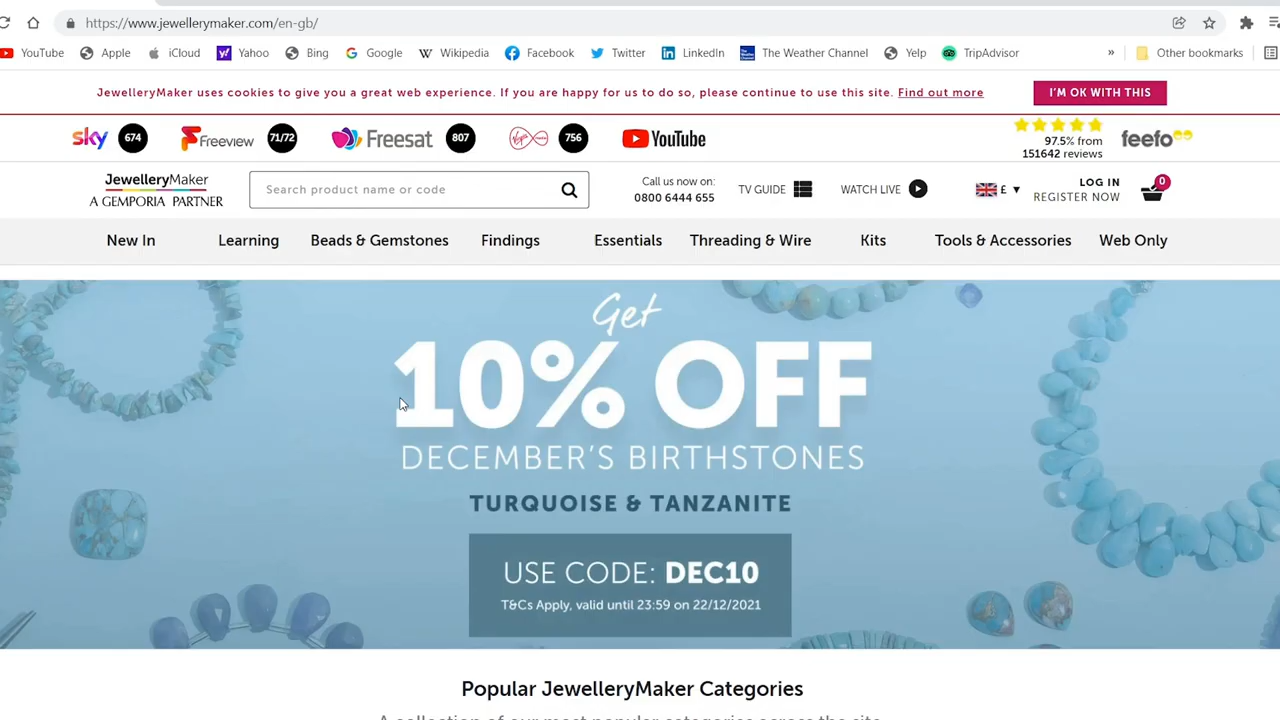 https://www.jewellerymaker.com/en-gb/
YouTube Apple iCloud Yahoo Bing Google Wikipedia Facebook Twitter LinkedIn The Weather Channel Yelp TripAdvisor » Other bookmarks
JewelleryMaker uses cookies to give you a great web experience. If you are happy for us to do so, please continue to use this site. Find out more I'M OK WITH THIS
sky 674 Freeview 71/72 Freesat 807 Virgin media 756 YouTube 97.5% from feefo
151642 reviews
JewelleryMaker
A GEMPORIA PARTNER
Search product name or code
Call us now on:
0800 6444 655
TV GUIDE WATCH LIVE £ ▼
LOG IN
REGISTER NOW
0
New In Learning Beads & Gemstones Findings Essentials Threading & Wire Kits Tools & Accessories Web Only
Get
10% OFF
DECEMBER'S BIRTHSTONES
TURQUOISE & TANZANITE
USE CODE: DEC10
T&Cs Apply, valid until 23:59 on 22/12/2021
Popular JewelleryMaker Categories
A collection of our most popular categories across the site